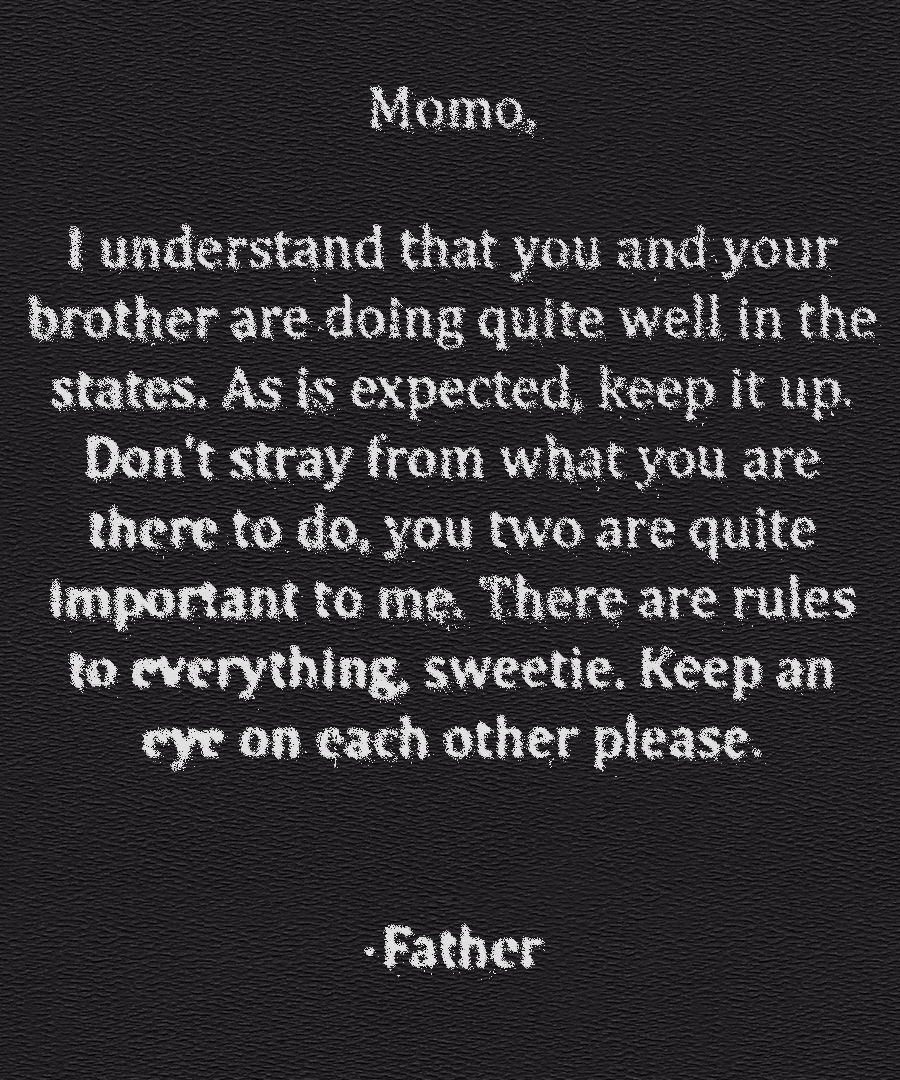 Momo,
I understand that you and your
brother are doing quite well in the
states. As is expected, keep it up.
Don't stray from what you are
there to do, you two are quite
important to me. There are rules
to everything, sweetie. Keep an
eye on each other please.
-Father